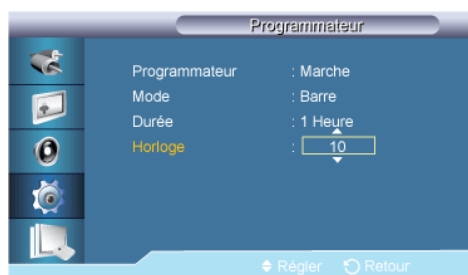 Programmateur
Programmateur : Marche
Mode : Barre
Durée : 1 Heure
Horloge : 10
Régler Retour